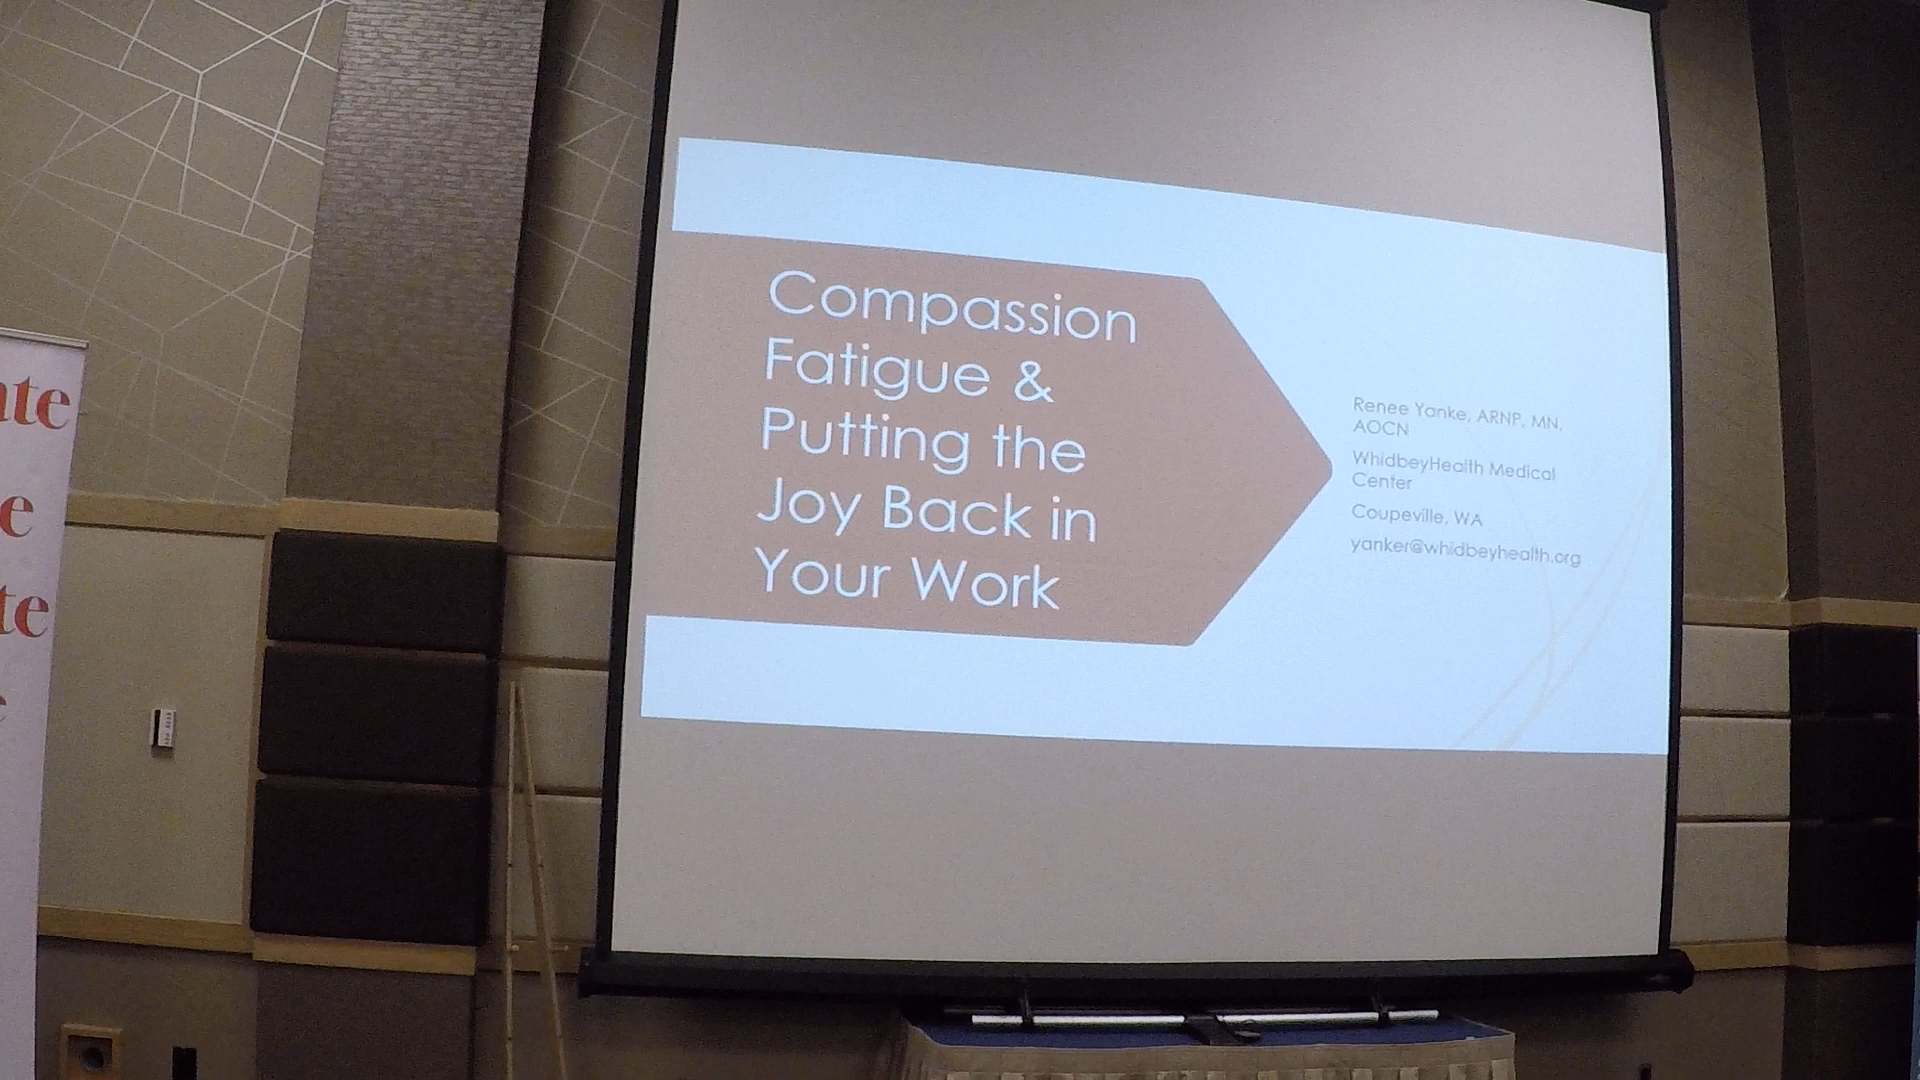 Compassion
Fatigue &
Putting the
Joy Back in
Your Work
Renee Yanke, ARNP, MN,
AOCN
WhidbeyHealth Medical
Center
Coupeville, WA
yanker@whidbeyhealth.org